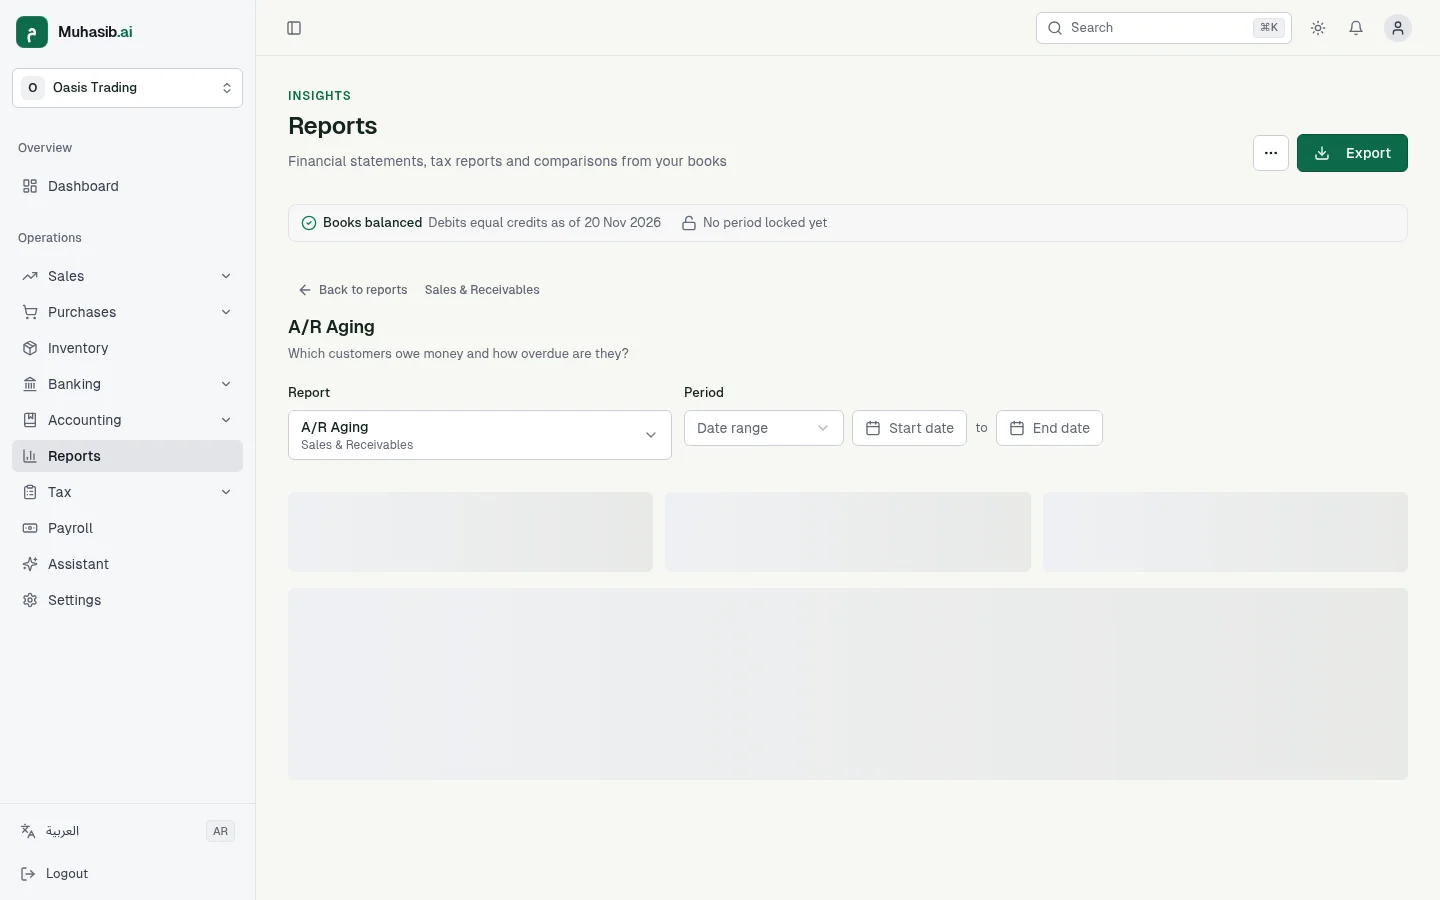 Muhasib.ai
O Oasis Trading
Overview
Dashboard
Operations
Sales
Purchases
Inventory
Banking
Accounting
Reports
Tax
Payroll
Assistant
Settings
العربية AR
Logout
Search ⌘K
INSIGHTS
Reports
Financial statements, tax reports and comparisons from your books
Export
Books balanced Debits equal credits as of 20 Nov 2026 No period locked yet
Back to reports Sales & Receivables
A/R Aging
Which customers owe money and how overdue are they?
Report Period
A/R Aging
Sales & Receivables
Date range Start date to End date